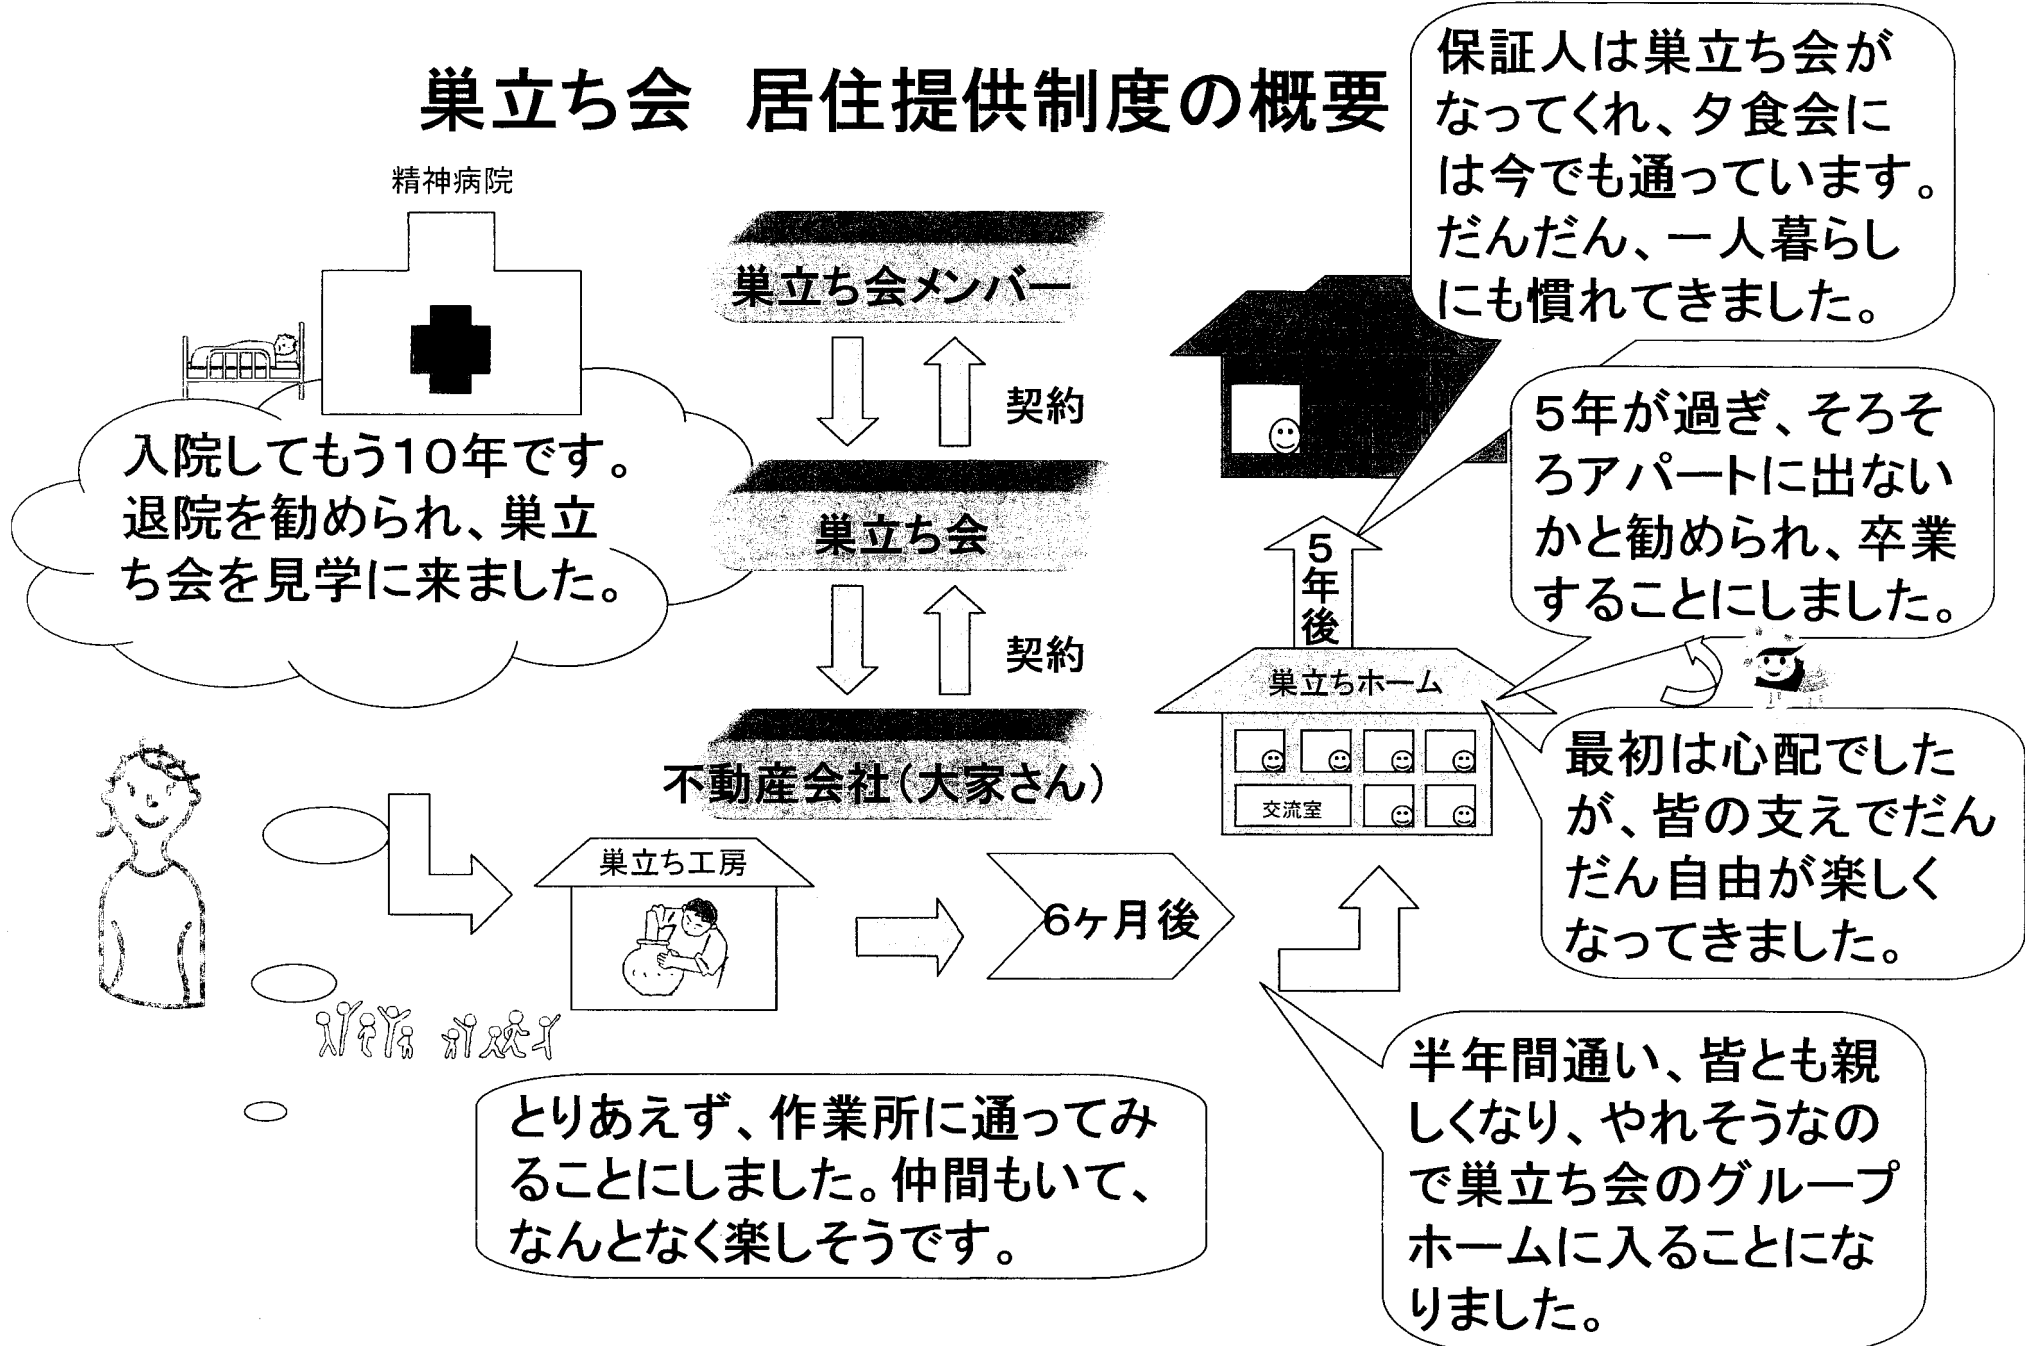 巣立ち会　居住提供制度の概要
精神病院
入院してもう１０年です。
退院を勧められ、巣立
ち会を見学に来ました。
巣立ち会メンバー
契約
巣立ち会
契約
不動産会社（大家さん）
巣立ち工房
とりあえず、作業所に通ってみ
ることにしました。仲間もいて、
なんとなく楽しそうです。
６ヶ月後
半年間通い、皆とも親
しくなり、やれそうなの
で巣立ち会のグループ
ホームに入ることにな
りました。
巣立ちホーム
交流室
最初は心配でした
が、皆の支えでだん
だん自由が楽しく
なってきました。
５年後
５年が過ぎ、そろそ
ろアパートに出ない
かと勧められ、卒業
することにしました。
保証人は巣立ち会が
なってくれ、夕食会に
は今でも通っています。
だんだん、一人暮らし
にも慣れてきました。